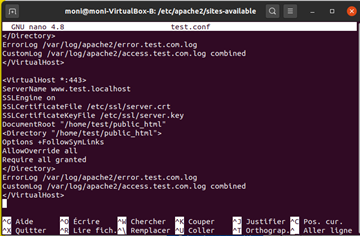 moni@moni-VirtualBox-B: /etc/apache2/sites-available
GNU nano 4.8 test.conf
</Directory>
ErrorLog /var/log/apache2/error.test.com.log
CustomLog /var/log/apache2/access.test.com.log combined
</VirtualHost>
<VirtualHost *:443>
ServerName www.test.localhost
SSLEngine on
SSLCertificateFile /etc/ssl/server.crt
SSLCertificateKeyFile /etc/ssl/server.key
DocumentRoot "/home/test/public_html"
<Directory "/home/test/public_html">
Options +FollowSymLinks
AllowOverride all
Require all granted
</Directory>
ErrorLog /var/log/apache2/error.test.com.log
CustomLog /var/log/apache2/access.test.com.log combined
</VirtualHost>
^G Aide ^O Écrire ^W Chercher ^K Couper ^J Justifier ^C Pos. cur.
^X Quitter ^R Lire fich. ^\ Remplacer ^U Coller ^T Orthograp. ^_ Aller ligne